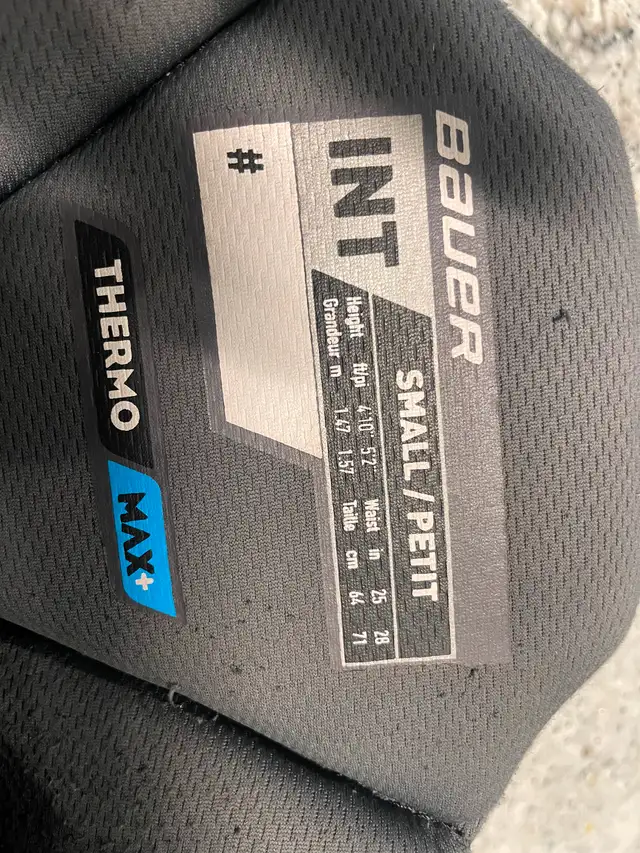 BAUER
INT
SMALL / PETIT
Height ft/pi 4'10" 5'2" Waist in 25 28
Grandeur m 1.47 1.57 Taille cm 64 71
#
THERMO MAX+